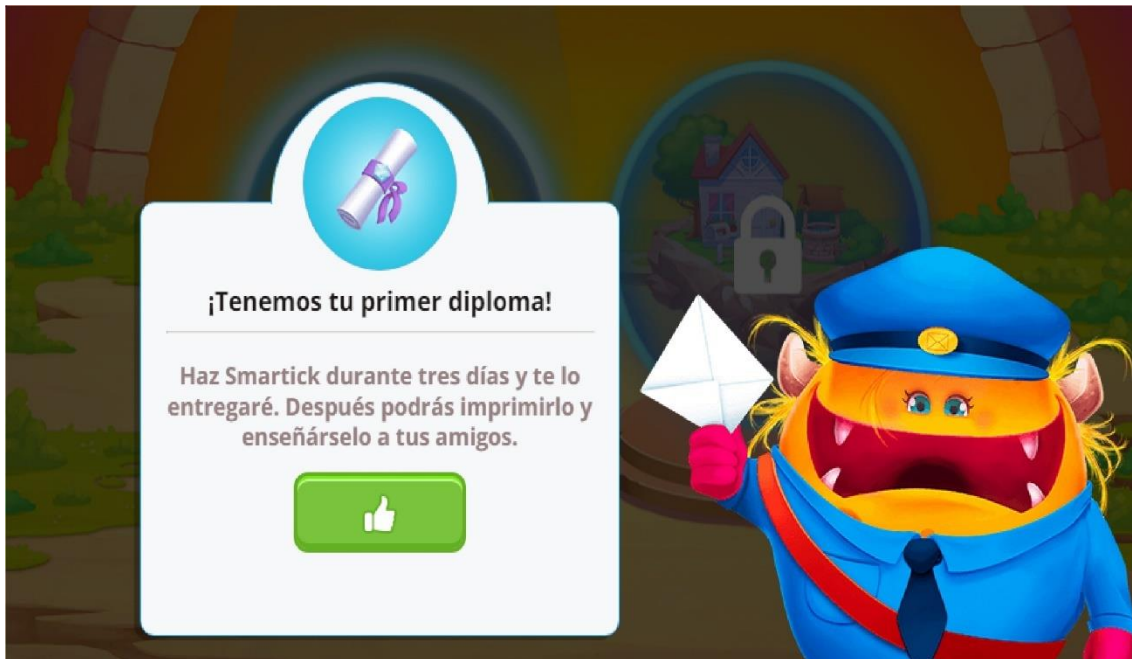 ¡Tenemos tu primer diploma!
Haz Smartick durante tres días y te lo
entregaré. Después podrás imprimirlo y
enseñárselo a tus amigos.